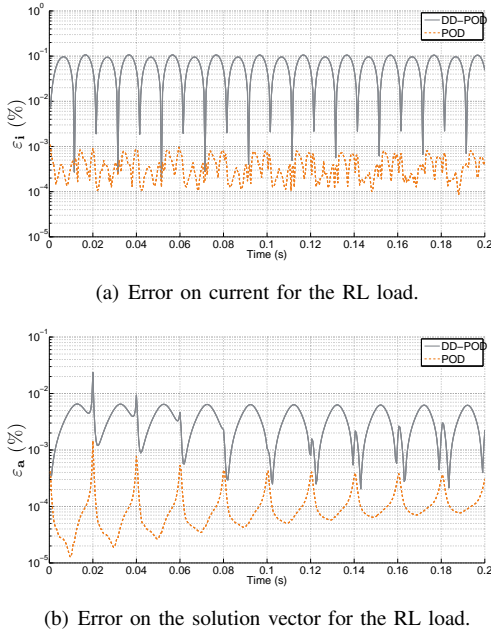 10^0
10^-1
10^-2
10^-3
10^-4
10^-5
ε_i (%)
DD−POD
POD
0 0.02 0.04 0.06 0.08 0.1 0.12 0.14 0.16 0.18 0.2
Time (s)
(a) Error on current for the RL load.
10^-1
10^-2
10^-3
10^-4
10^-5
ε_a (%)
DD−POD
POD
0 0.02 0.04 0.06 0.08 0.1 0.12 0.14 0.16 0.18 0.2
Time (s)
(b) Error on the solution vector for the RL load.